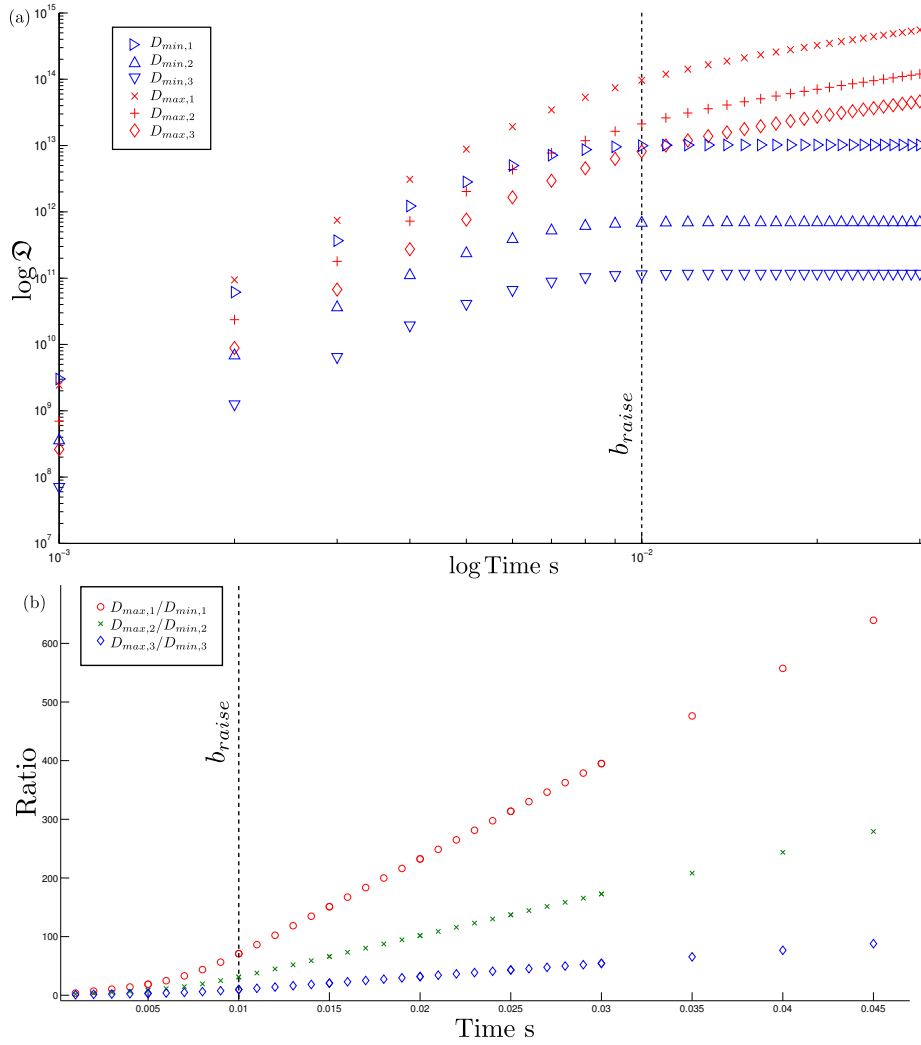 (a)
10^15
10^14
10^13
10^12
10^11
10^10
10^9
10^8
10^7
log 𝔇
D_{min,1}
D_{min,2}
D_{min,3}
D_{max,1}
D_{max,2}
D_{max,3}
b_{raise}
10^−3
10^−2
log Time s
(b)
D_{max,1}/D_{min,1}
D_{max,2}/D_{min,2}
D_{max,3}/D_{min,3}
b_{raise}
Ratio
600
500
400
300
200
100
0
0.005
0.01
0.015
0.02
0.025
0.03
0.035
0.04
0.045
Time s